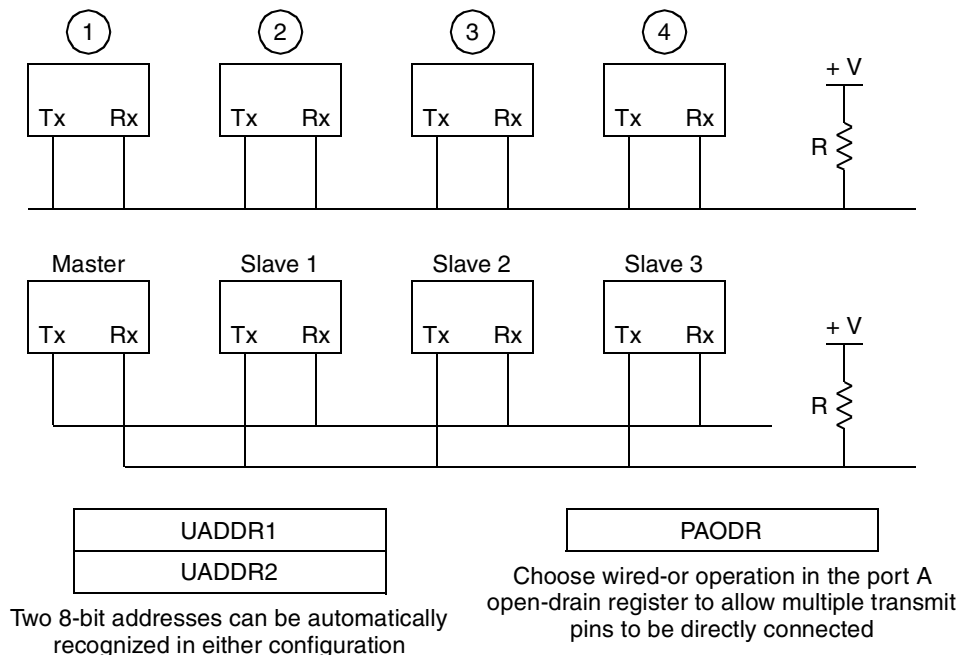 1 2 3 4
+ V
Tx Rx Tx Rx Tx Rx Tx Rx
R
Master Slave 1 Slave 2 Slave 3
Tx Rx Tx Rx Tx Rx Tx Rx
+ V
R
UADDR1
UADDR2
Two 8-bit addresses can be automatically
recognized in either configuration
PAODR
Choose wired-or operation in the port A
open-drain register to allow multiple transmit
pins to be directly connected